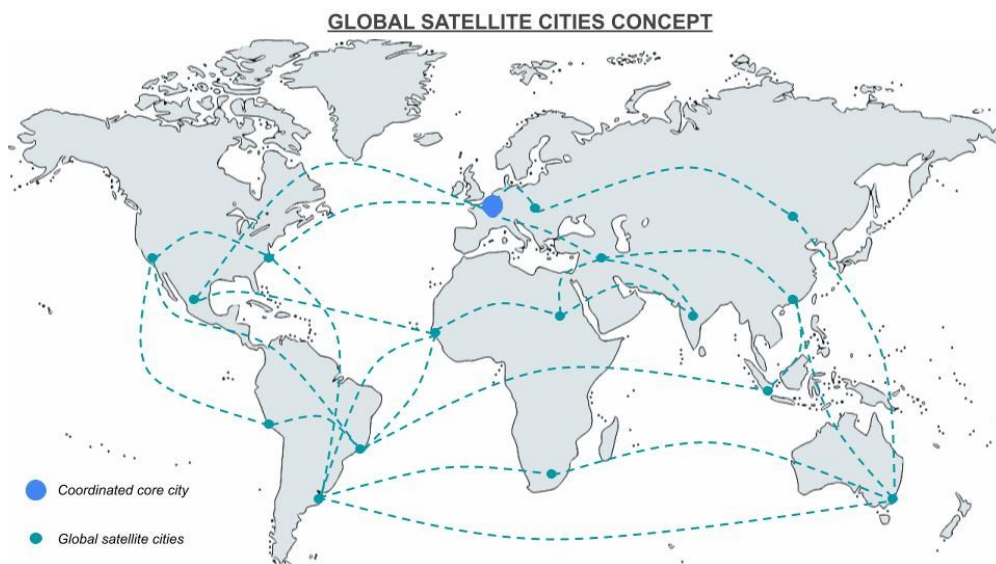 GLOBAL SATELLITE CITIES CONCEPT
Coordinated core city
Global satellite cities